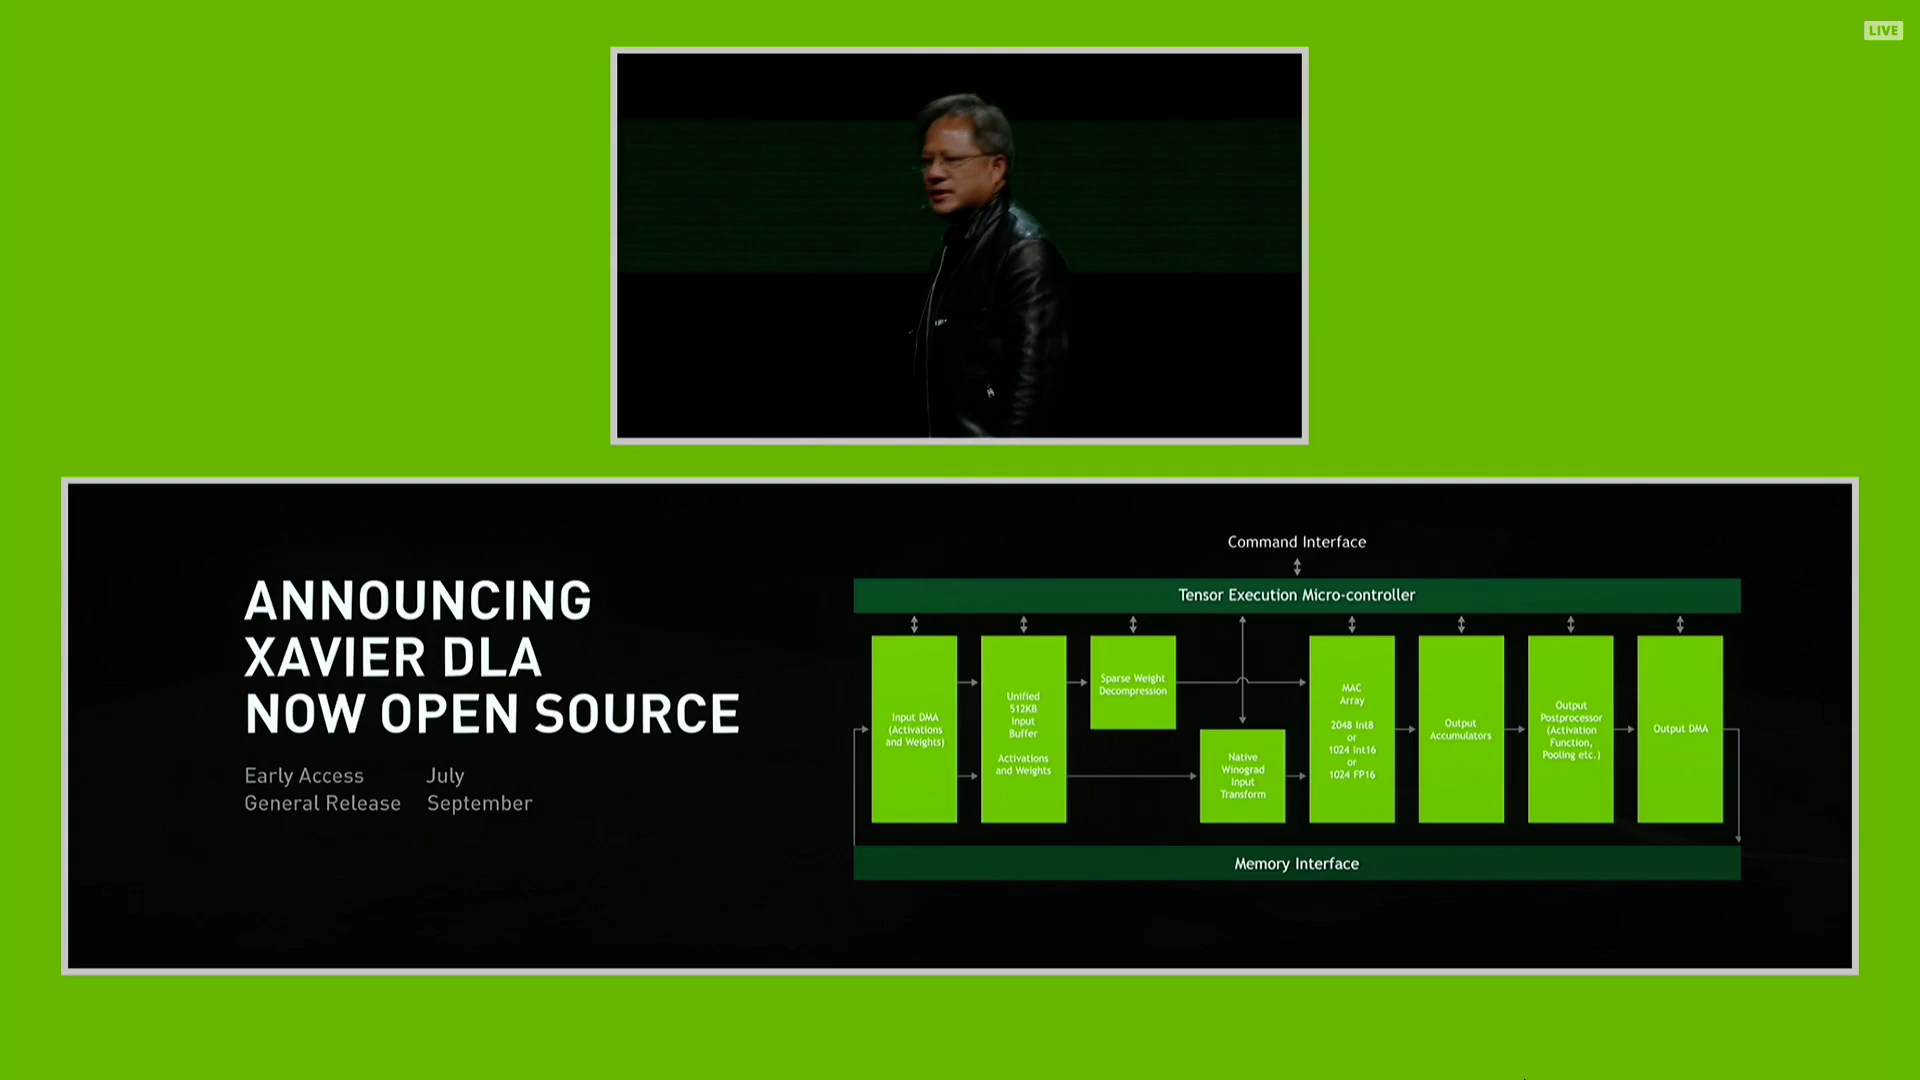 LIVE
ANNOUNCING
XAVIER DLA
NOW OPEN SOURCE
Early Access July
General Release September
Command Interface
Tensor Execution Micro-controller
Input DMA
(Activations
and Weights)
Unified
512KB
Input
Buffer
Activations
and Weights
Sparse Weight
Decompression
Native
Winograd
Input
Transform
MAC
Array
2048 Int8
or
1024 Int16
or
1024 FP16
Output
Accumulators
Output
Postprocessor
(Activation
Function,
Pooling etc.)
Output DMA
Memory Interface